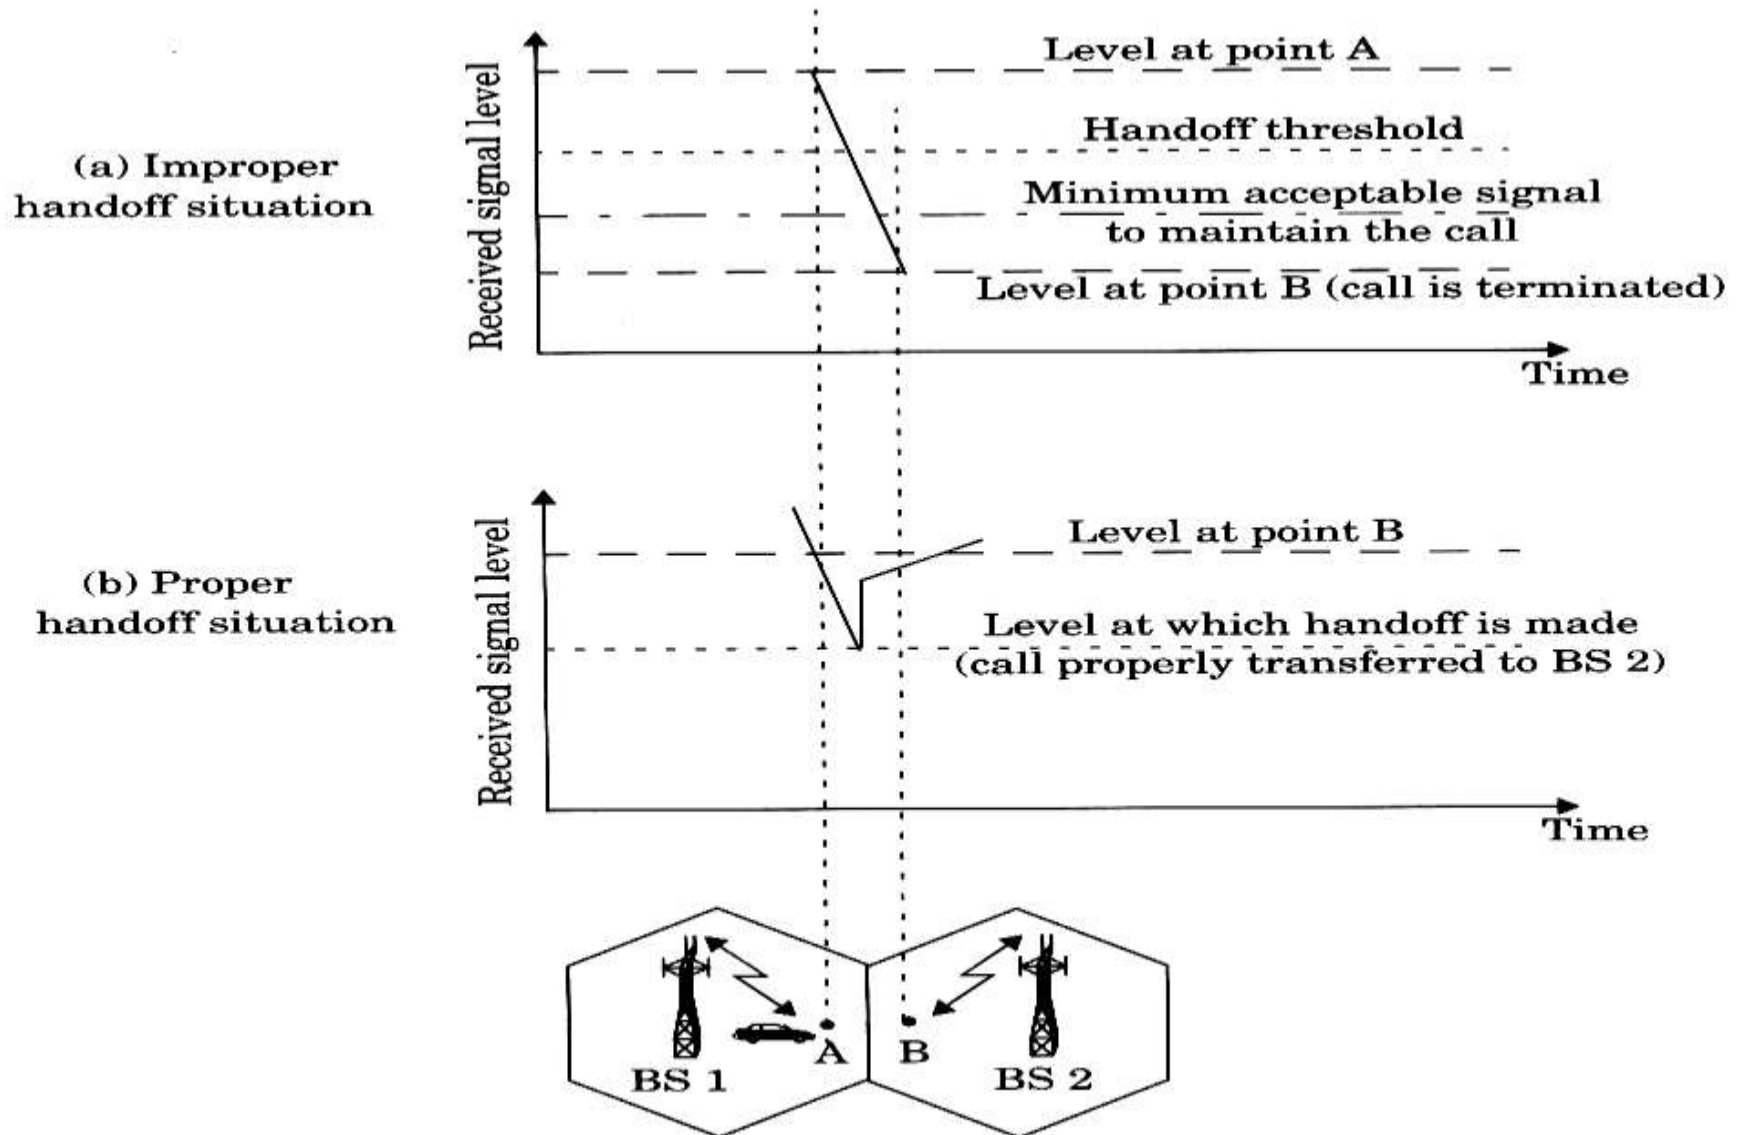 Level at point A
Handoff threshold
Minimum acceptable signal
to maintain the call
Level at point B (call is terminated)
Received signal level
(a) Improper
handoff situation
Time
Level at point B
Level at which handoff is made
(call properly transferred to BS 2)
Received signal level
(b) Proper
handoff situation
Time
A
B
BS 1
BS 2